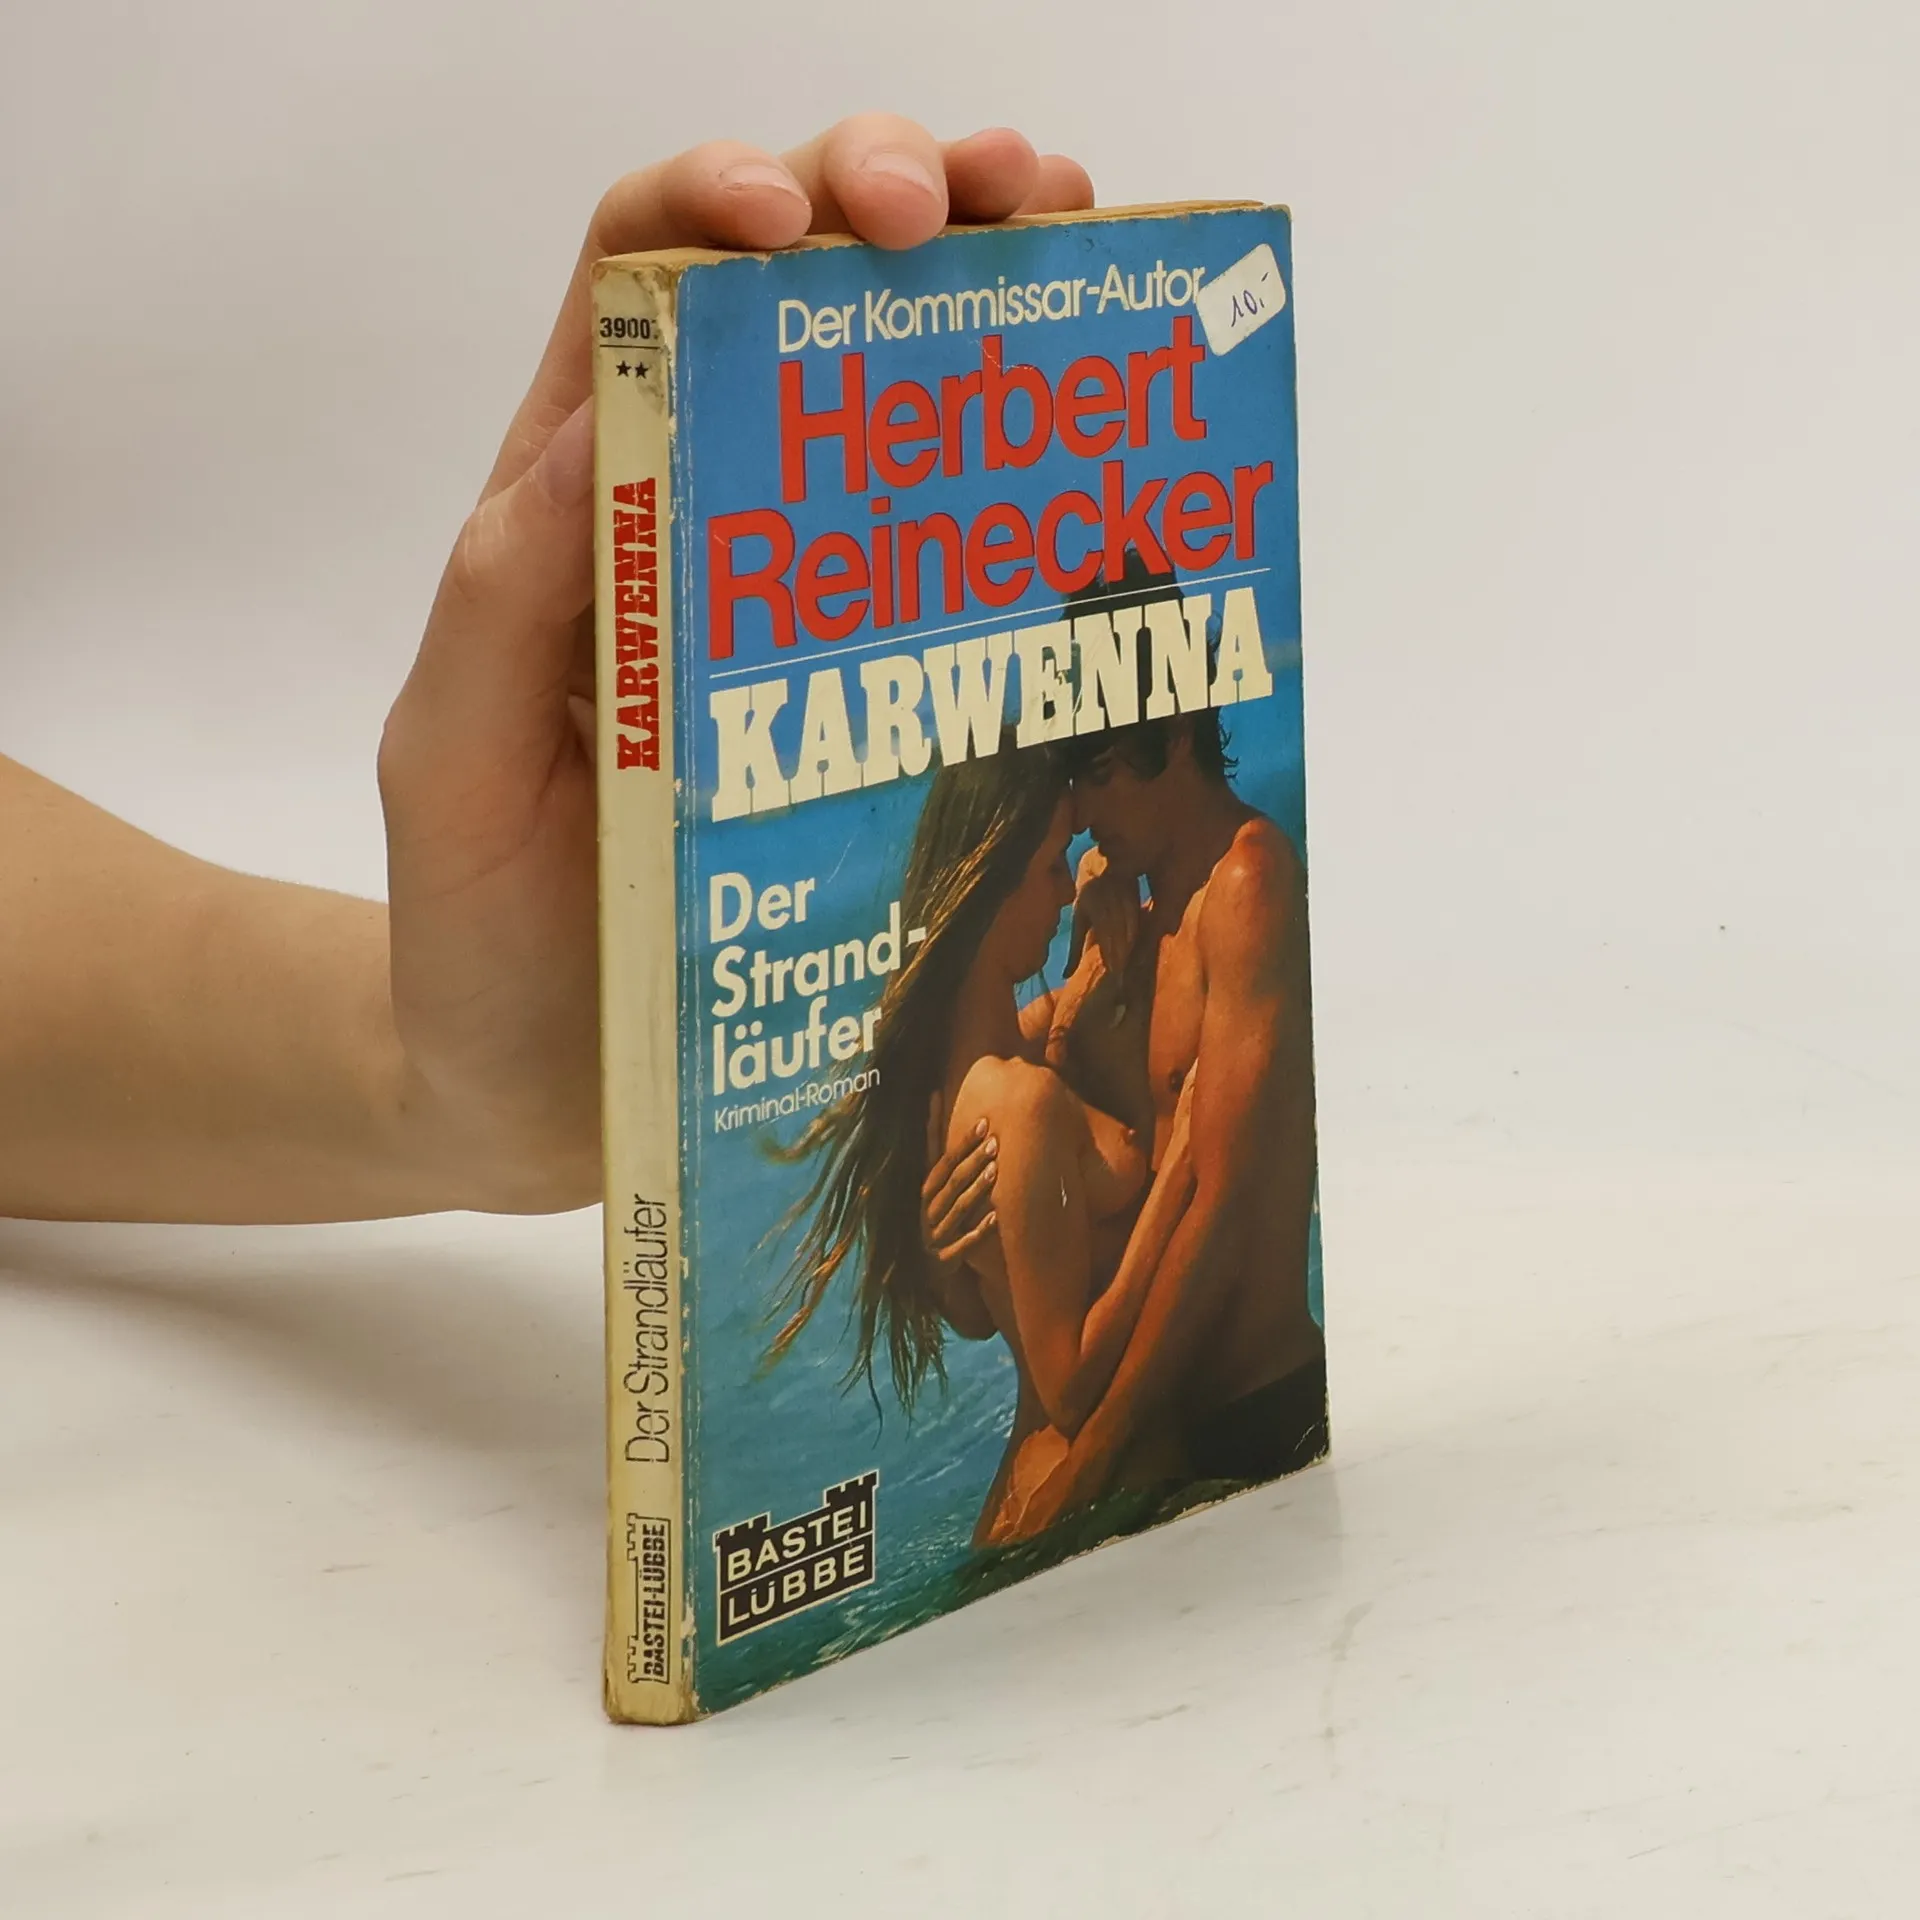 Der Kommissar-Autor
10,-
Herbert
Reinecker
KARWENNA
Der
Strand-
läufer
Kriminal-Roman
BASTEI
LÜBBE
3900
★★
KARWENNA
Der Strandläufer
BASTEI-LÜBBE